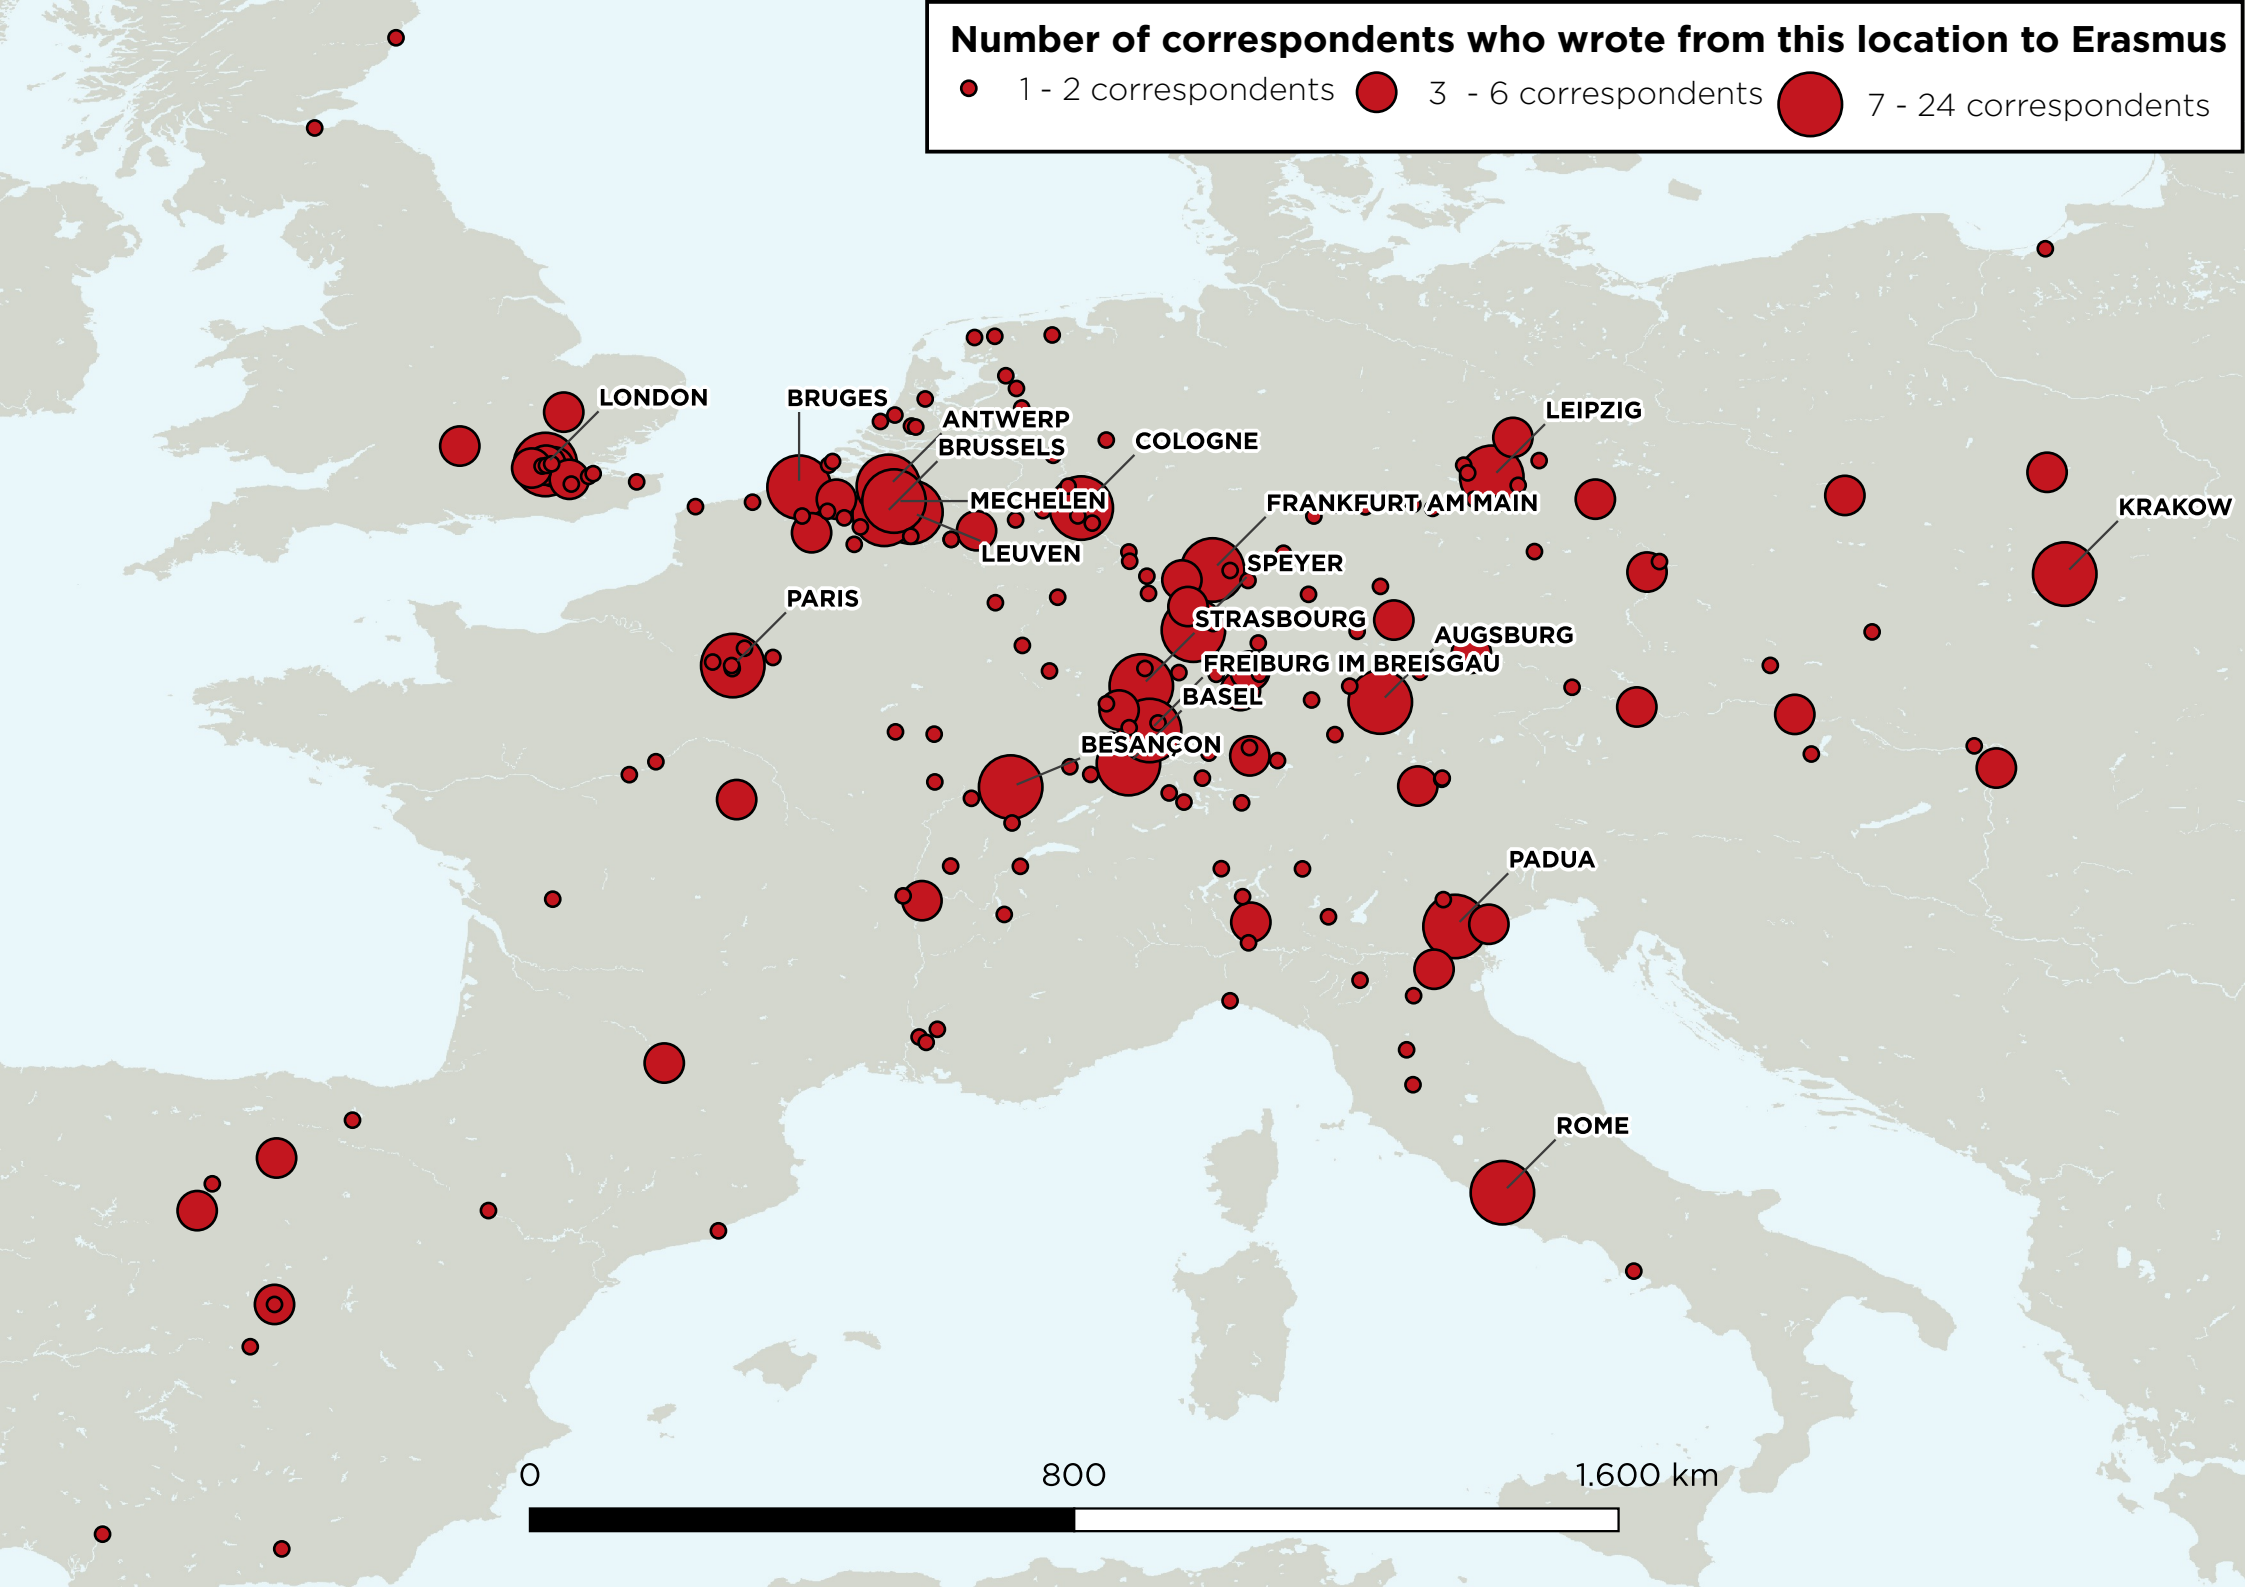 Number of correspondents who wrote from this location to Erasmus
1 - 2 correspondents
3 - 6 correspondents
7 - 24 correspondents
LONDON
BRUGES
ANTWERP
BRUSSELS
COLOGNE
LEIPZIG
MECHELEN
FRANKFURT AM MAIN
KRAKOW
LEUVEN
SPEYER
PARIS
STRASBOURG
AUGSBURG
FREIBURG IM BREISGAU
BASEL
BESANÇON
PADUA
ROME
0 800 1.600 km